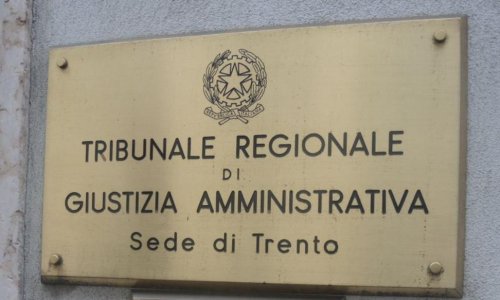 TRIBUNALE REGIONALE
DI
GIUSTIZIA AMMINISTRATIVA
Sede di Trento